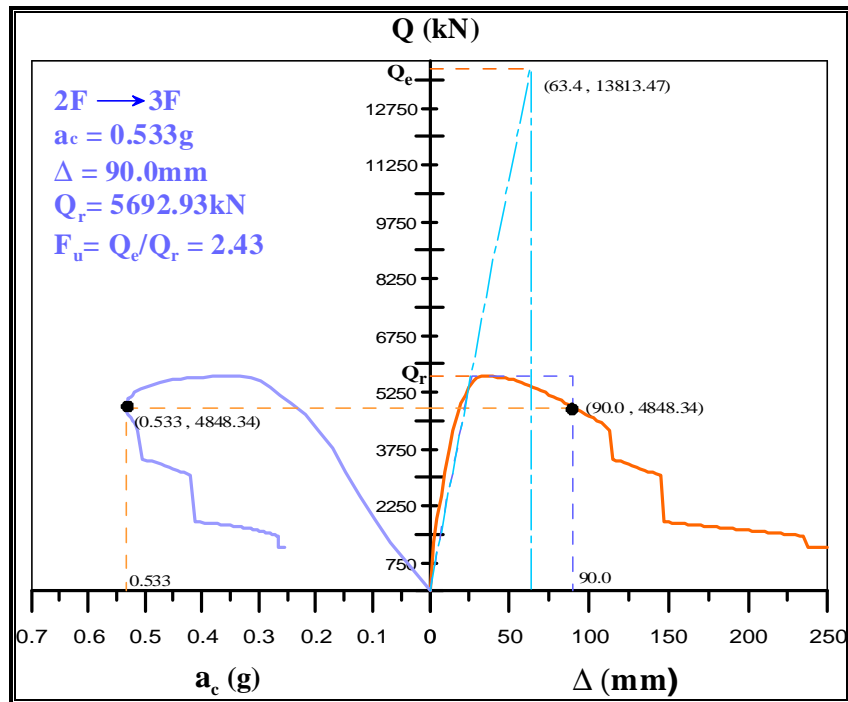 Q (kN)
Qe
(63.4 , 13813.47)
2F → 3F
ac = 0.533g
Δ = 90.0mm
Qr= 5692.93kN
Fu= Qe/Qr = 2.43
12750
11250
9750
8250
6750
Qr
5250
(0.533 , 4848.34)
(90.0 , 4848.34)
3750
2250
750
0.533
90.0
0.7 0.6 0.5 0.4 0.3 0.2 0.1 0 50 100 150 200 250
ac (g)
Δ (mm)